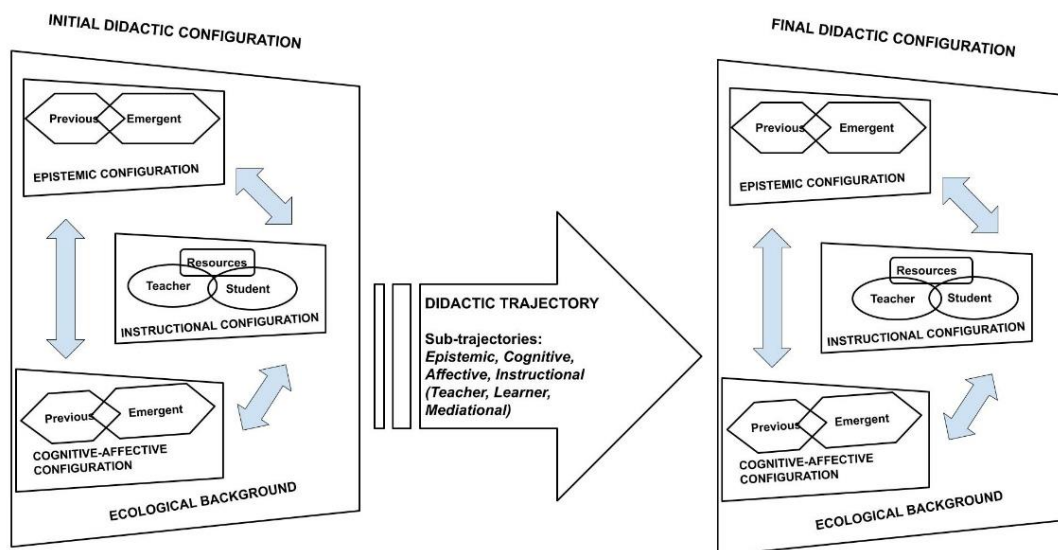 INITIAL DIDACTIC CONFIGURATION
Previous
Emergent
EPISTEMIC CONFIGURATION
Resources
Teacher
Student
INSTRUCTIONAL CONFIGURATION
Previous
Emergent
COGNITIVE-AFFECTIVE
CONFIGURATION
ECOLOGICAL BACKGROUND
DIDACTIC TRAJECTORY
Sub-trajectories:
Epistemic, Cognitive,
Affective, Instructional
(Teacher, Learner,
Mediational)
FINAL DIDACTIC CONFIGURATION
Previous
Emergent
EPISTEMIC CONFIGURATION
Resources
Teacher
Student
INSTRUCTIONAL CONFIGURATION
Previous
Emergent
COGNITIVE-AFFECTIVE
CONFIGURATION
ECOLOGICAL BACKGROUND